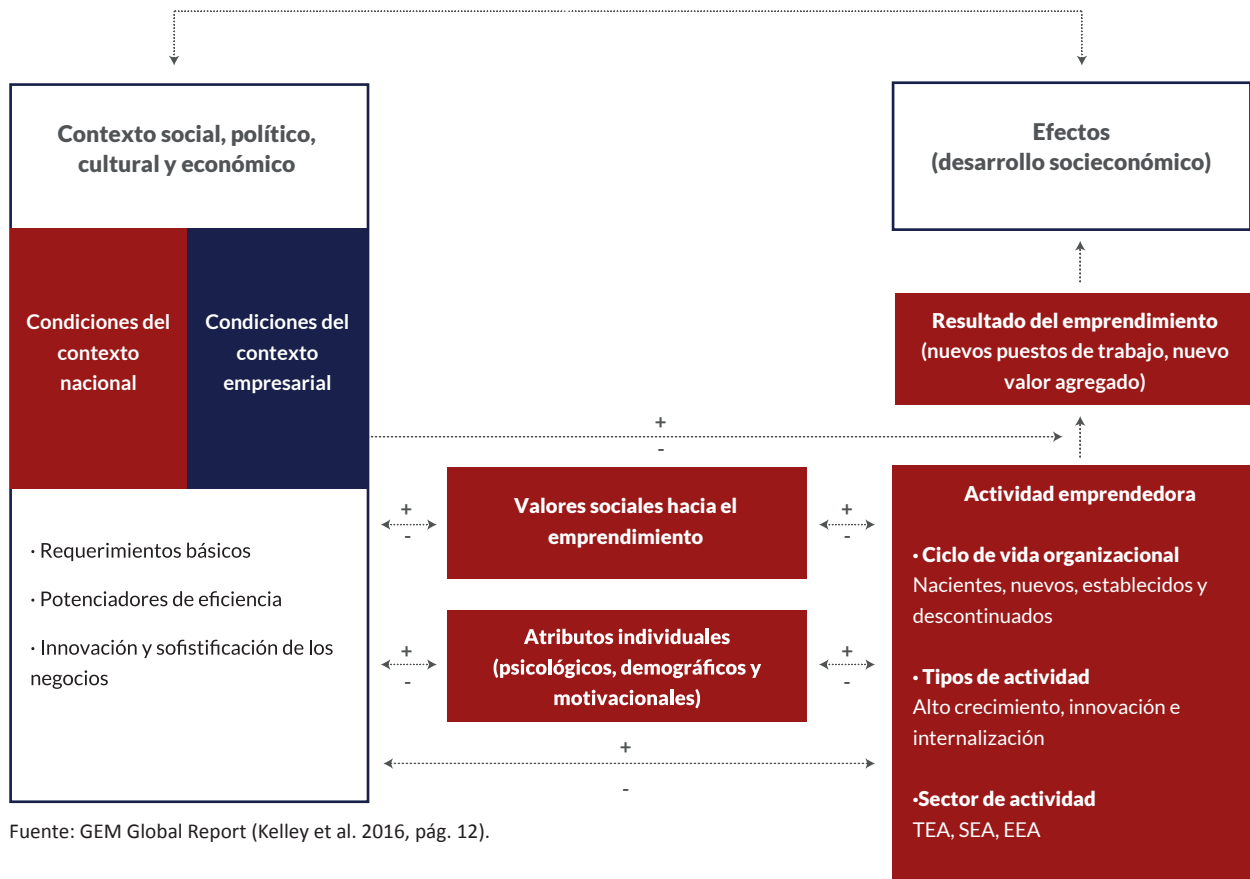 Contexto social, político,
cultural y económico
Efectos
(desarrollo socieconómico)
Condiciones del
contexto
nacional
Condiciones del
contexto
empresarial
Resultado del emprendimiento
(nuevos puestos de trabajo, nuevo
valor agregado)
+
-
· Requerimientos básicos
· Potenciadores de eficiencia
· Innovación y sofistificación de los
negocios
+
-
Valores sociales hacia el
emprendimiento
+
-
+
-
Atributos individuales
(psicológicos, demográficos y
motivacionales)
+
-
+
-
Actividad emprendedora
· Ciclo de vida organizacional
Nacientes, nuevos, establecidos y
descontinuados
· Tipos de actividad
Alto crecimiento, innovación e
internalización
·Sector de actividad
TEA, SEA, EEA
Fuente: GEM Global Report (Kelley et al. 2016, pág. 12).